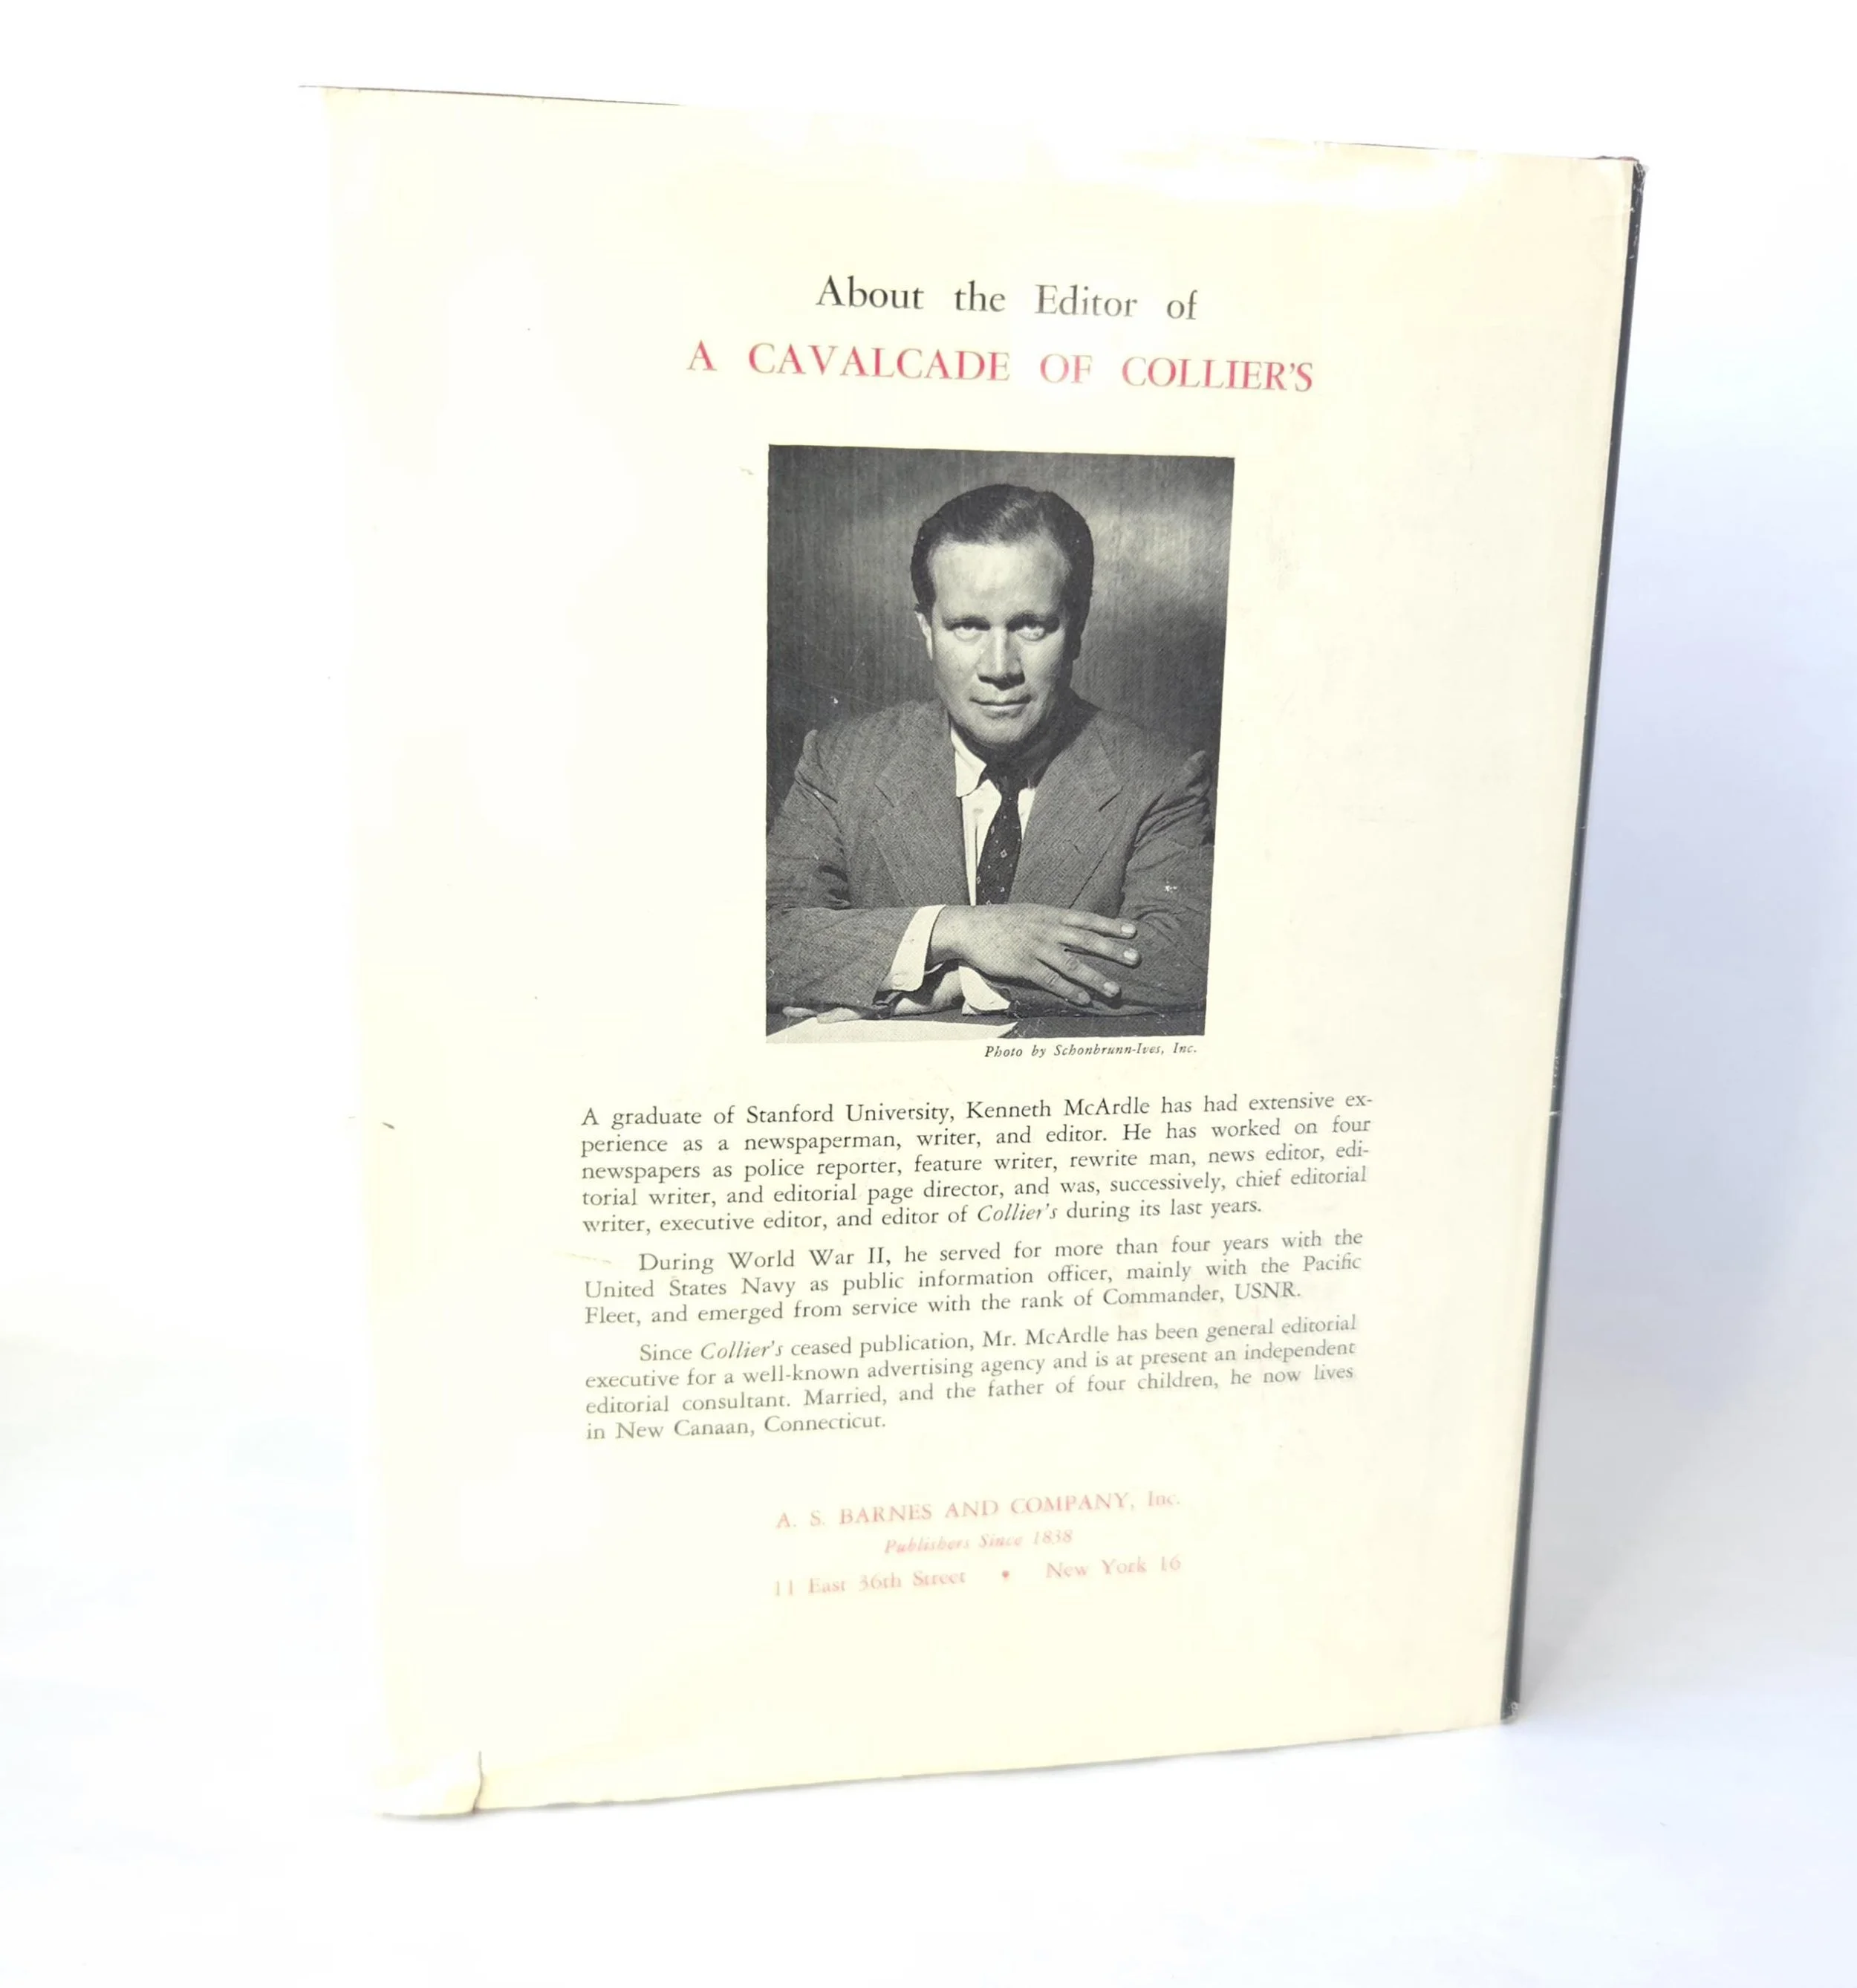 About the Editor of
A CAVALCADE OF COLLIER'S
Photo by Schonbrunn-Ives, Inc.
A graduate of Stanford University, Kenneth McArdle has had extensive ex-
perience as a newspaperman, writer, and editor. He has worked on four
newspapers as police reporter, feature writer, rewrite man, news editor, edi-
torial writer, and editorial page director, and was, successively, chief editorial
writer, executive editor, and editor of Collier's during its last years.
During World War II, he served for more than four years with the
United States Navy as public information officer, mainly with the Pacific
Fleet, and emerged from service with the rank of Commander, USNR.
Since Collier's ceased publication, Mr. McArdle has been general editorial
executive for a well-known advertising agency and is at present an independent
editorial consultant. Married, and the father of four children, he now lives
in New Canaan, Connecticut.
A. S. BARNES AND COMPANY, Inc.
Publishers Since 1838
11 East 36th Street • New York 16